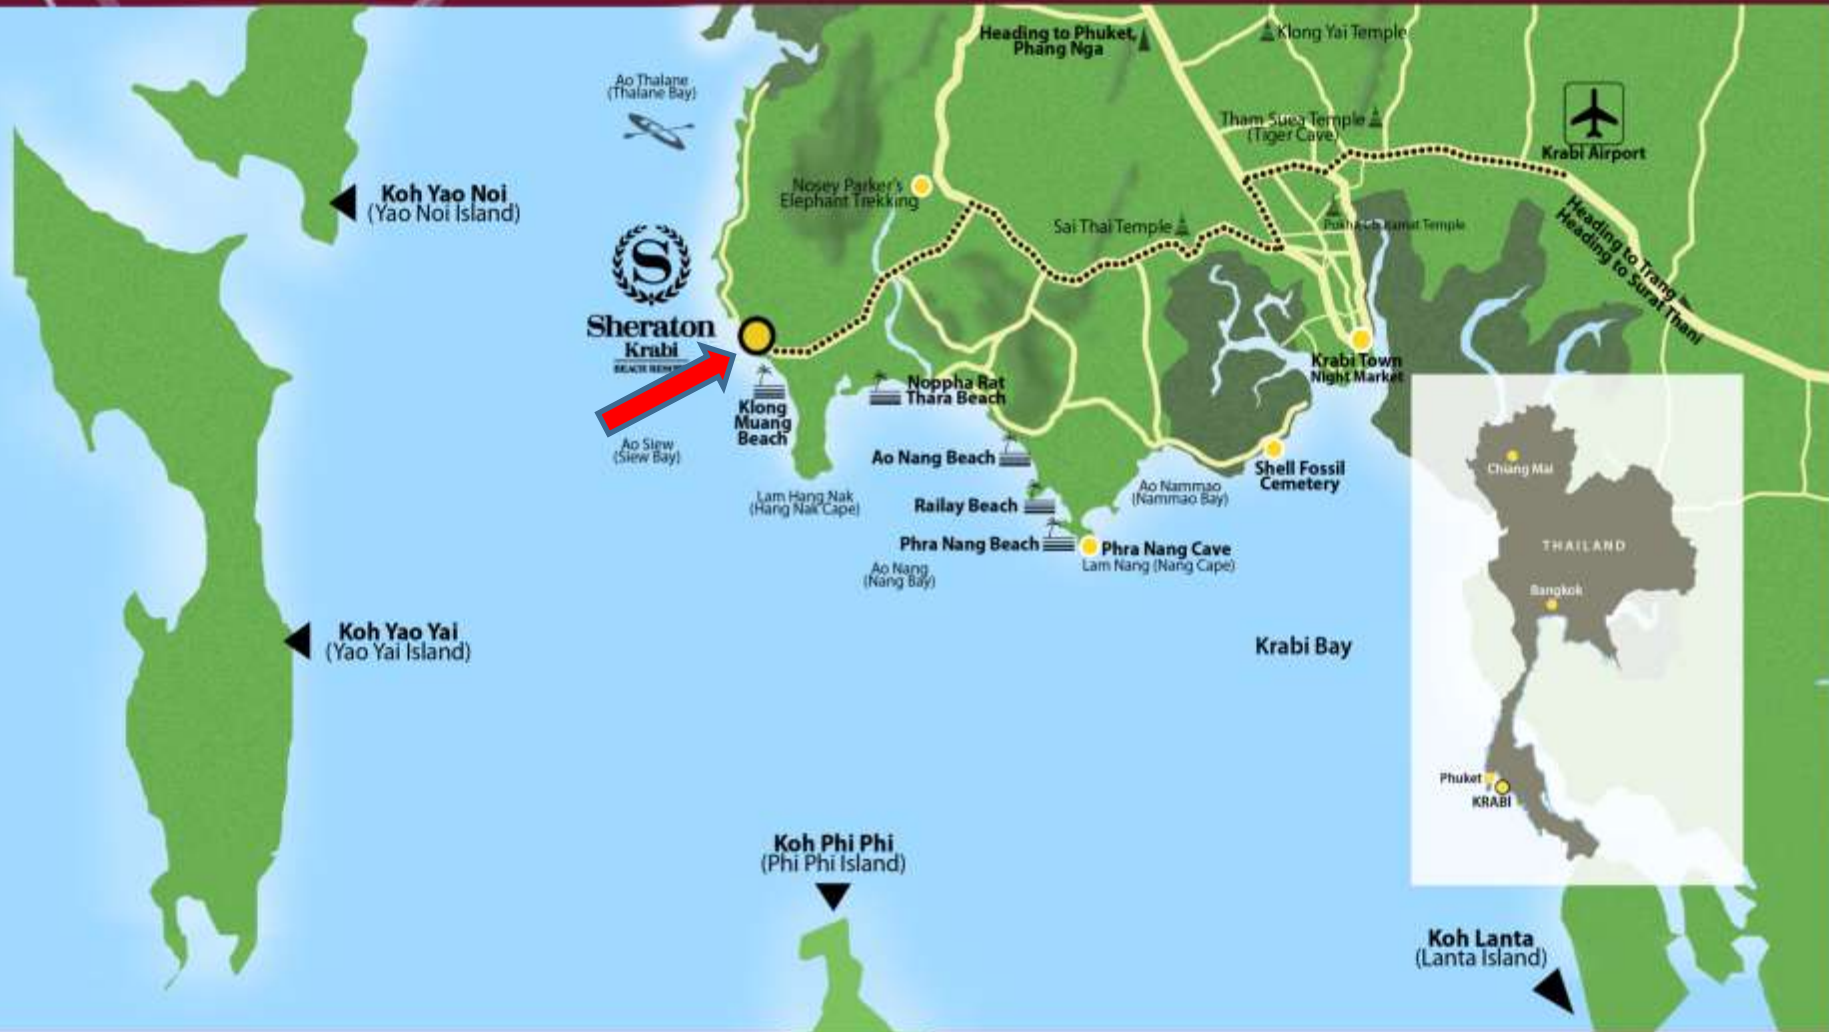 Heading to Phuket,
Phang Nga
Klong Yai Temple
Ao Thalane
(Thalane Bay)
Tham Suea Temple
(Tiger Cave)
Krabi Airport
Koh Yao Noi
(Yao Noi Island)
Nosey Parker's
Elephant Trekking
Sai Thai Temple
Temple
Heading to Trang
Heading to Surat Thani
S
Sheraton
Krabi
BEACH
Krabi Town
Night Market
Noppha Rat
Thara Beach
Klong
Muang
Beach
Ao Siew
(Siew Bay)
Ao Nang Beach
Shell Fossil
Cemetery
Lam Hang Nak
(Hang Nak Cape)
Ao Nammao
(Nammao Bay)
Railay Beach
Phra Nang Beach
Phra Nang Cave
Lam Nang (Nang Cape)
Ao Nang
(Nang Bay)
Chiang Mai
THAILAND
Bangkok
Koh Yao Yai
(Yao Yai Island)
Krabi Bay
Phuket
KRABI
Koh Phi Phi
(Phi Phi Island)
Koh Lanta
(Lanta Island)